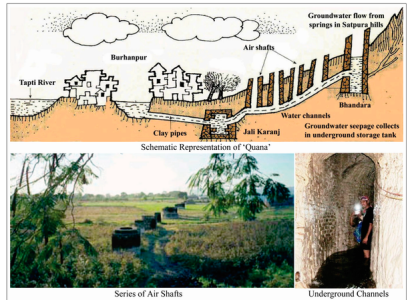 Groundwater flow from
springs in Satpura hills
Air shafts
Burhanpur
Tapti River
Bhandara
Water channels
Clay pipes
Jali Karanj
Groundwater seepage collects
in underground storage tank
Schematic Representation of 'Quana'
Series of Air Shafts
Underground Channels